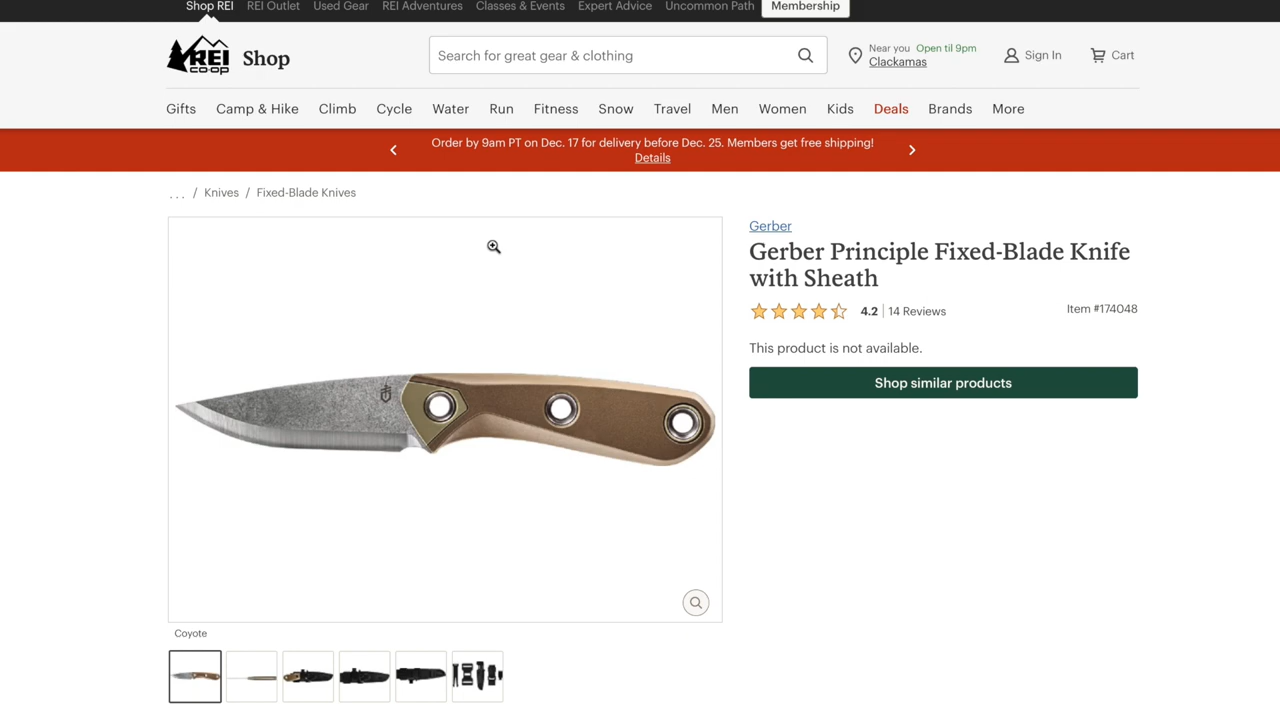 Shop REI REI Outlet Used Gear REI Adventures Classes & Events Expert Advice Uncommon Path Membership
REI co·op Shop
Search for great gear & clothing
Near you Open til 9pm
Clackamas
Sign In
Cart
Gifts Camp & Hike Climb Cycle Water Run Fitness Snow Travel Men Women Kids Deals Brands More
Order by 9am PT on Dec. 17 for delivery before Dec. 25. Members get free shipping!
Details
... / Knives / Fixed-Blade Knives
Gerber
Gerber Principle Fixed-Blade Knife
with Sheath
4.2 14 Reviews
Item #174048
This product is not available.
Shop similar products
Coyote